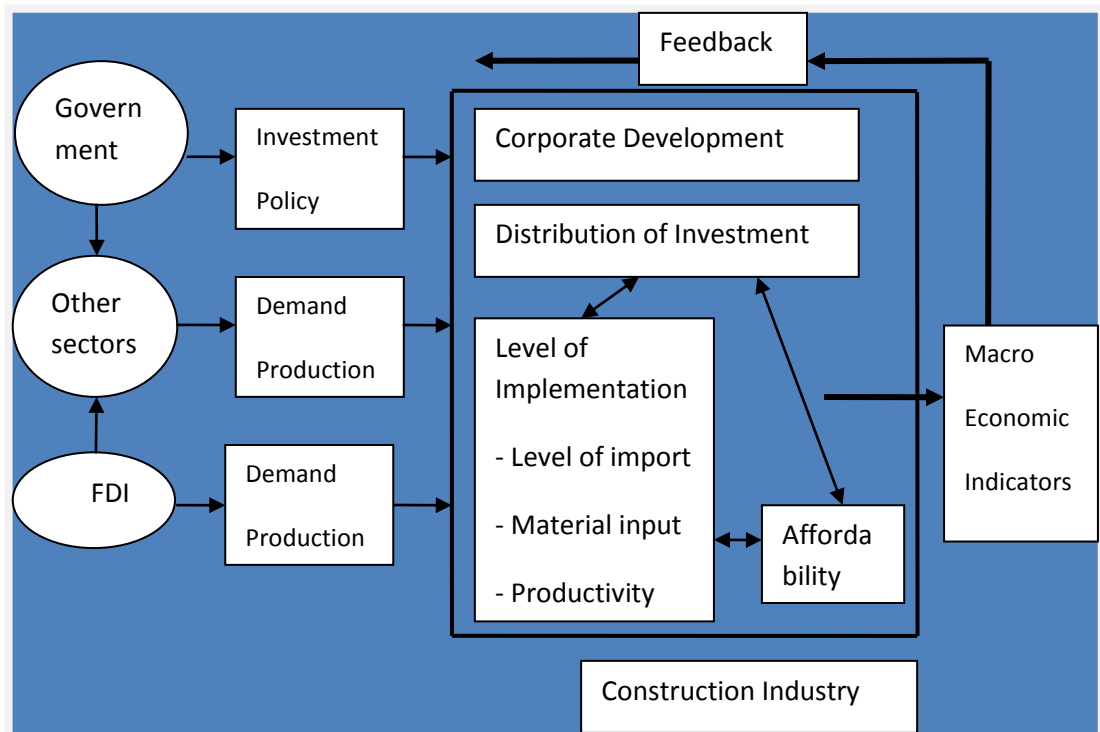 Feedback
Govern
ment
Investment
Policy
Corporate Development
Distribution of Investment
Other
sectors
Demand
Production
Level of
Implementation
- Level of import
- Material input
- Productivity
Macro
Economic
Indicators
FDI
Demand
Production
Afforda
bility
Construction Industry